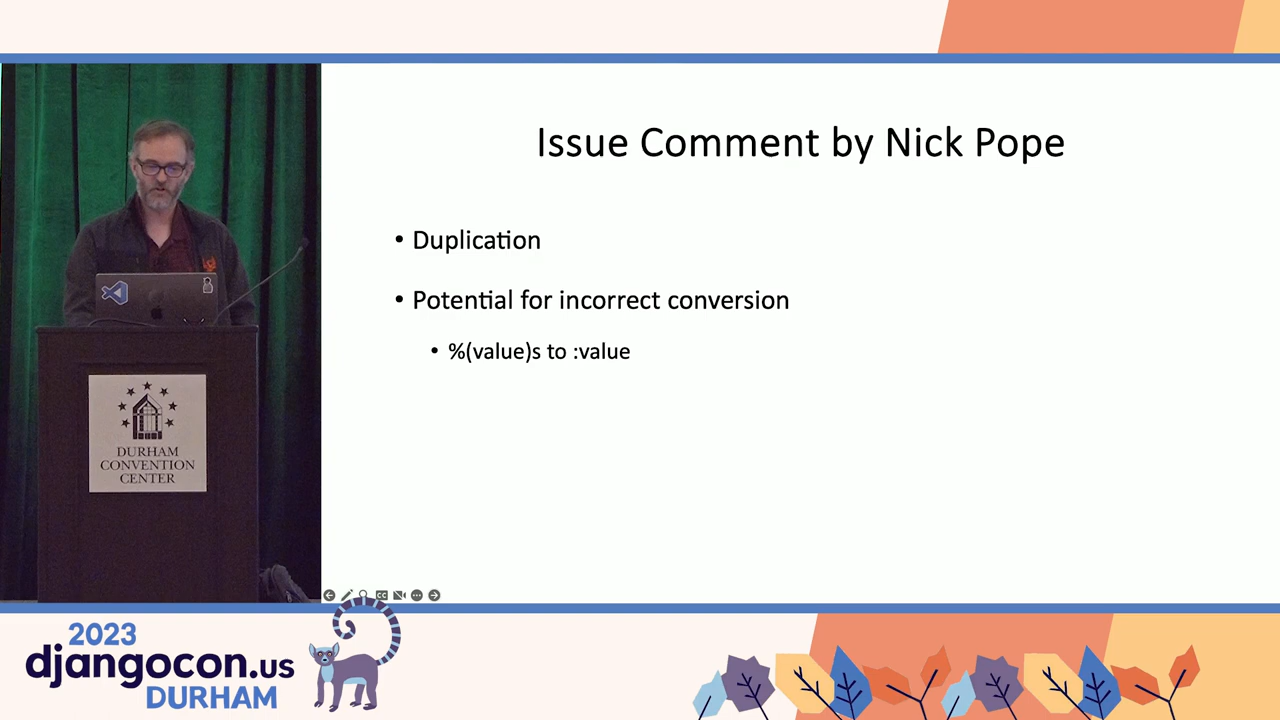 Issue Comment by Nick Pope
• Duplication
• Potential for incorrect conversion
• %(value)s to :value
DURHAM
CONVENTION
CENTER
2023
djangocon.us
DURHAM